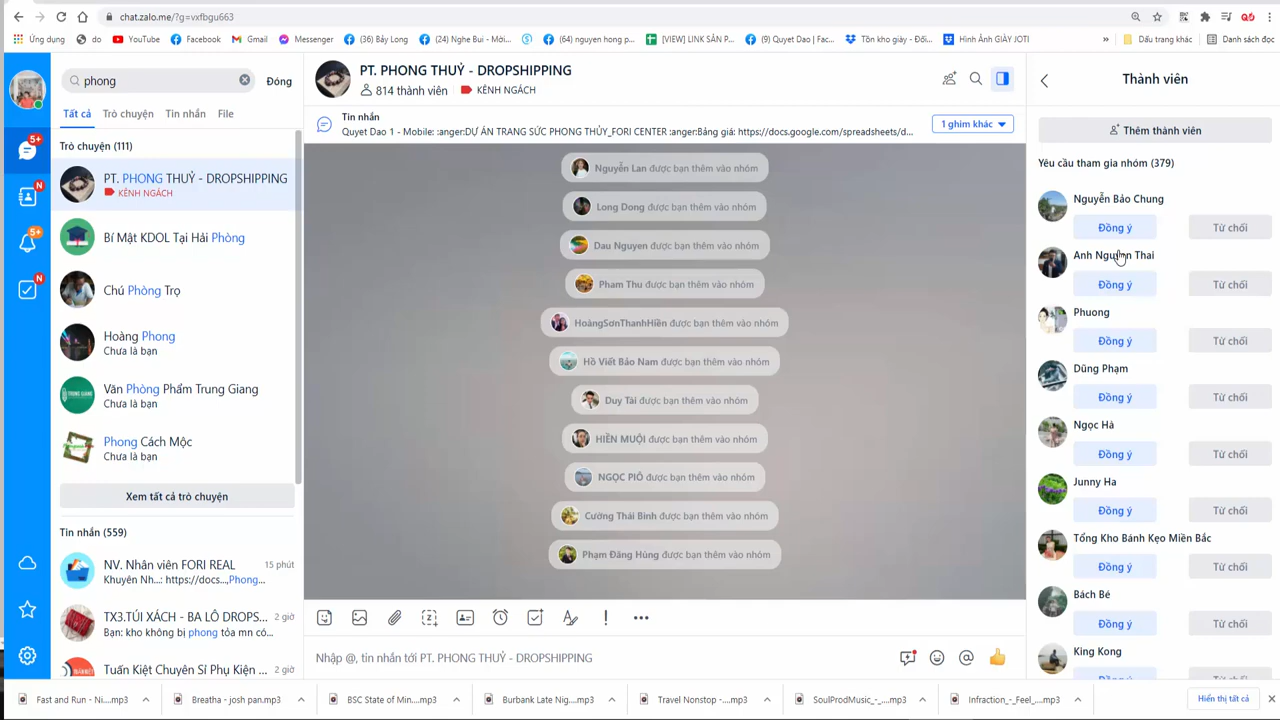 chat.zalo.me/?g=vxfbgu663
Ứng dụng
do
YouTube
Facebook
Gmail
Messenger
(36) Bảy Long
(24) Nghe Bui - Mời...
(64) nguyen hong p...
[VIEW] LINK SẢN P...
(9) Quyet Dao | Fac...
Tồn kho giày - Đối...
Hình Ảnh GIÀY JOTI
»
Dấu trang khác
Danh sách đọc
phong
Đóng
Tất cả
Trò chuyện
Tin nhắn
File
Trò chuyện (111)
PT. PHONG THUỶ - DROPSHIPPING
KÊNH NGÁCH
Bí Mật KDOL Tại Hải Phòng
Chú Phòng Trọ
Hoàng Phong
Chưa là bạn
Văn Phòng Phẩm Trung Giang
Chưa là bạn
Phong Cách Mộc
Chưa là bạn
Xem tất cả trò chuyện
Tin nhắn (559)
NV. Nhân viên FORI REAL
15 phút
Khuyên Nh...: https://docs...,Phong...
TX3.TÚI XÁCH - BA LÔ DROPS...
2 giờ
Bạn: kho không bị phong tỏa mn có...
Tuấn Kiệt Chuyên Sỉ Phụ Kiện ...
2 giờ
5+
N
5+
N
PT. PHONG THUỶ - DROPSHIPPING
814 thành viên
KÊNH NGÁCH
Tin nhắn
Quyet Dao 1 - Mobile: :anger:DỰ ÁN TRANG SỨC PHONG THỦY_FORI CENTER :anger:Bảng giá: https://docs.google.com/spreadsheets/d...
1 ghim khác
Nguyễn Lan được bạn thêm vào nhóm
Long Dong được bạn thêm vào nhóm
Dau Nguyen được bạn thêm vào nhóm
Pham Thu được bạn thêm vào nhóm
HoàngSơnThanhHiền được bạn thêm vào nhóm
Hồ Viết Bảo Nam được bạn thêm vào nhóm
Duy Tài được bạn thêm vào nhóm
HIỀN MUỘI được bạn thêm vào nhóm
NGỌC PIÔ được bạn thêm vào nhóm
Cường Thái Bình được bạn thêm vào nhóm
Phạm Đăng Hùng được bạn thêm vào nhóm
Nhập @, tin nhắn tới PT. PHONG THUỶ - DROPSHIPPING
Thành viên
Thêm thành viên
Yêu cầu tham gia nhóm (379)
Nguyễn Bảo Chung
Đồng ý
Từ chối
Anh Nguyen Thai
Đồng ý
Từ chối
Phuong
Đồng ý
Từ chối
Dũng Phạm
Đồng ý
Từ chối
Ngọc Hà
Đồng ý
Từ chối
Junny Ha
Đồng ý
Từ chối
Tổng Kho Bánh Kẹo Miền Bắc
Đồng ý
Từ chối
Bách Bé
Đồng ý
Từ chối
King Kong
Fast and Run - Ni....mp3
Breatha - josh pan.mp3
BSC State of Min....mp3
Burbank Late Nig....mp3
Travel Nonstop -....mp3
SoulProdMusic_-_....mp3
Infraction_-_Feel_....mp3
Hiển thị tất cả